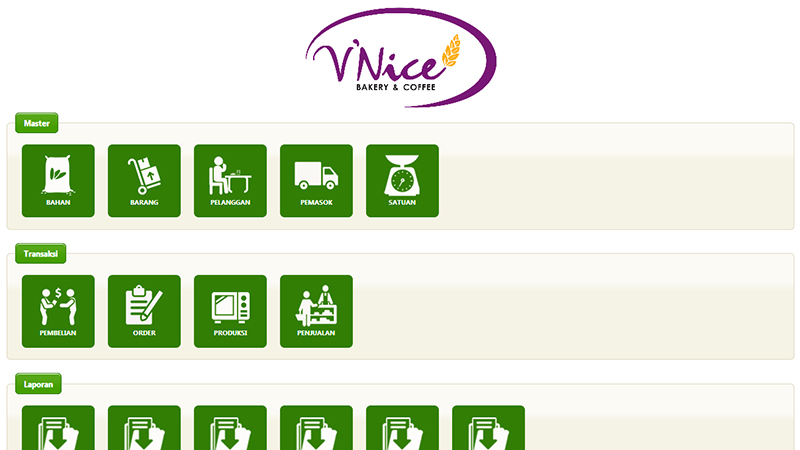 V'Nice
BAKERY & COFFEE
Master
BAHAN
BARANG
PELANGGAN
PEMASOK
SATUAN
Transaksi
$
PEMBELIAN
ORDER
PRODUKSI
PENJUALAN
Laporan